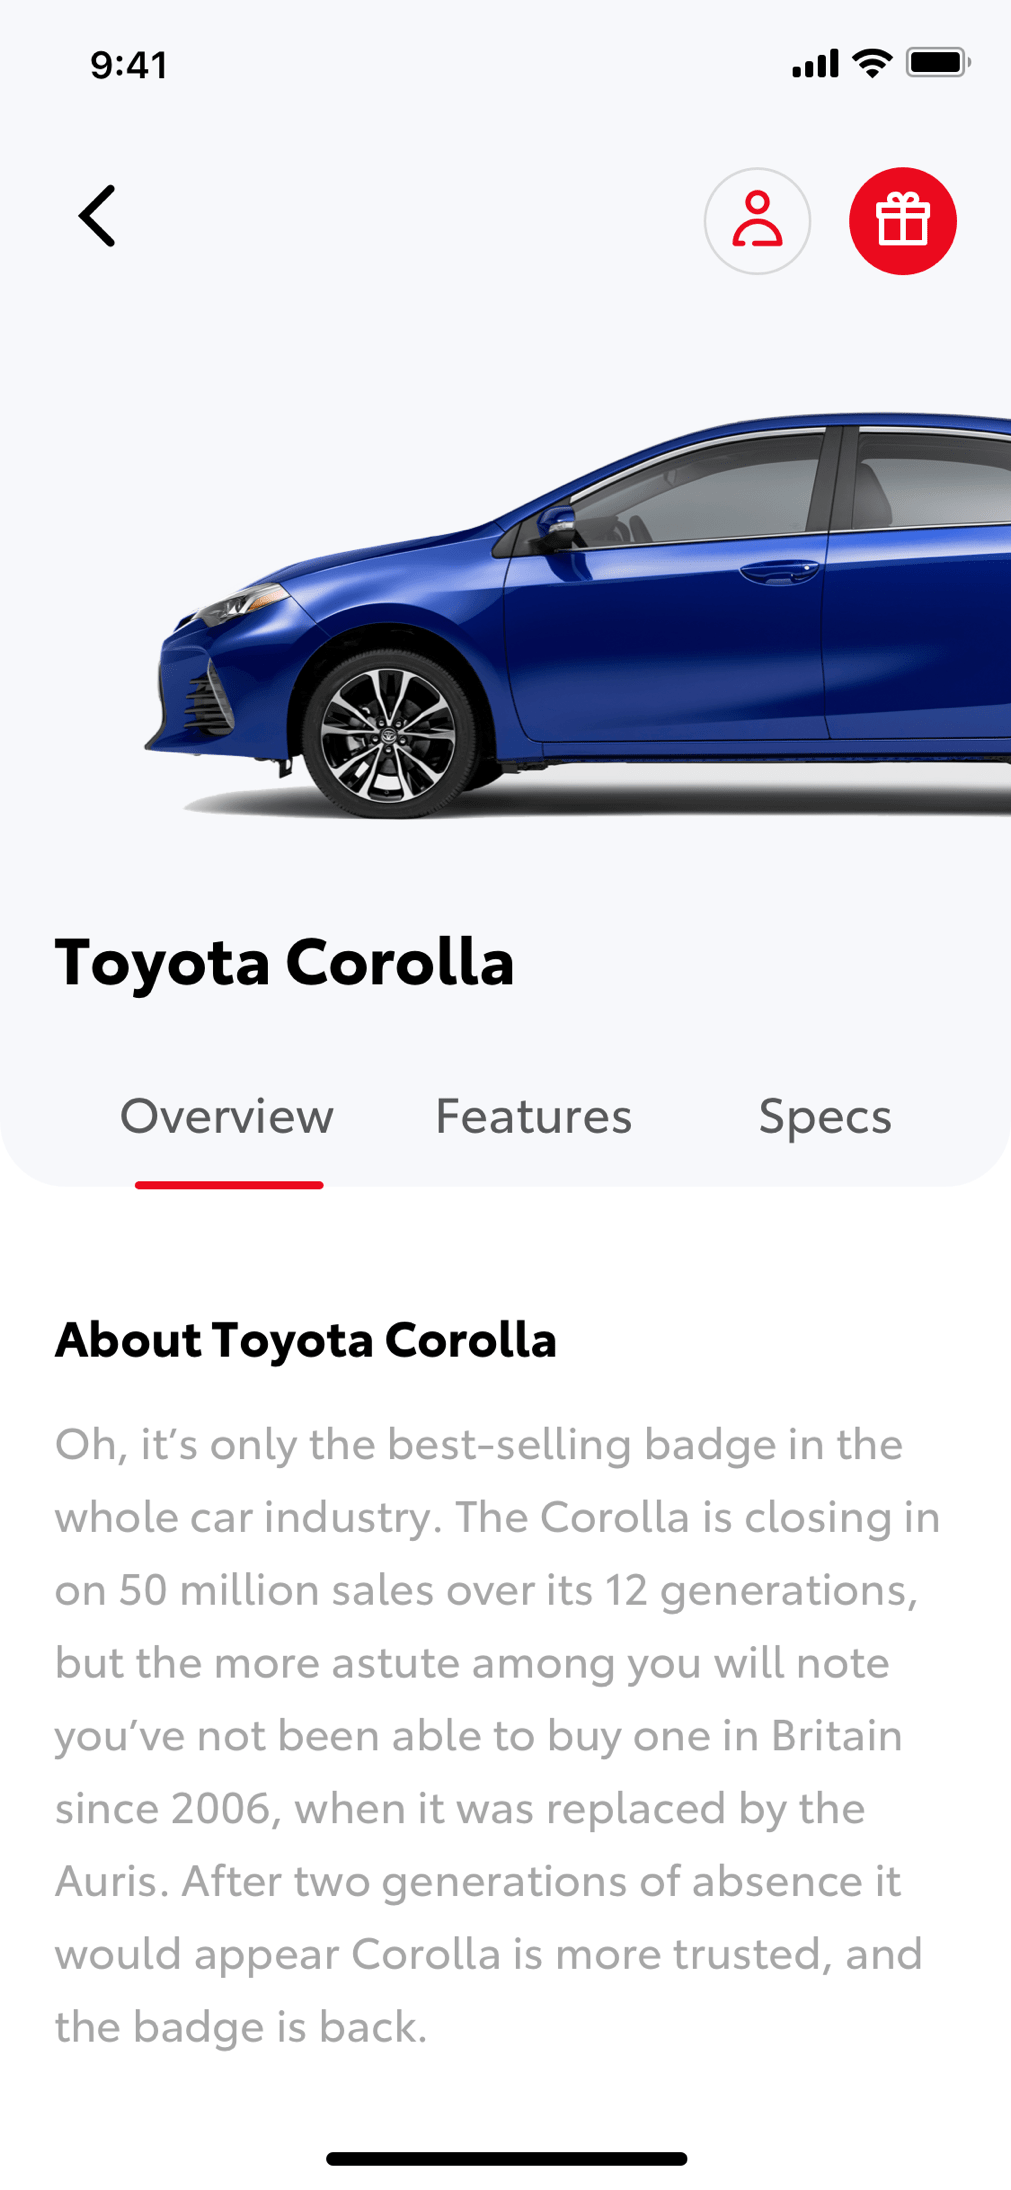 9:41
Toyota Corolla
Overview Features Specs
About Toyota Corolla
Oh, it’s only the best-selling badge in the
whole car industry. The Corolla is closing in
on 50 million sales over its 12 generations,
but the more astute among you will note
you’ve not been able to buy one in Britain
since 2006, when it was replaced by the
Auris. After two generations of absence it
would appear Corolla is more trusted, and
the badge is back.